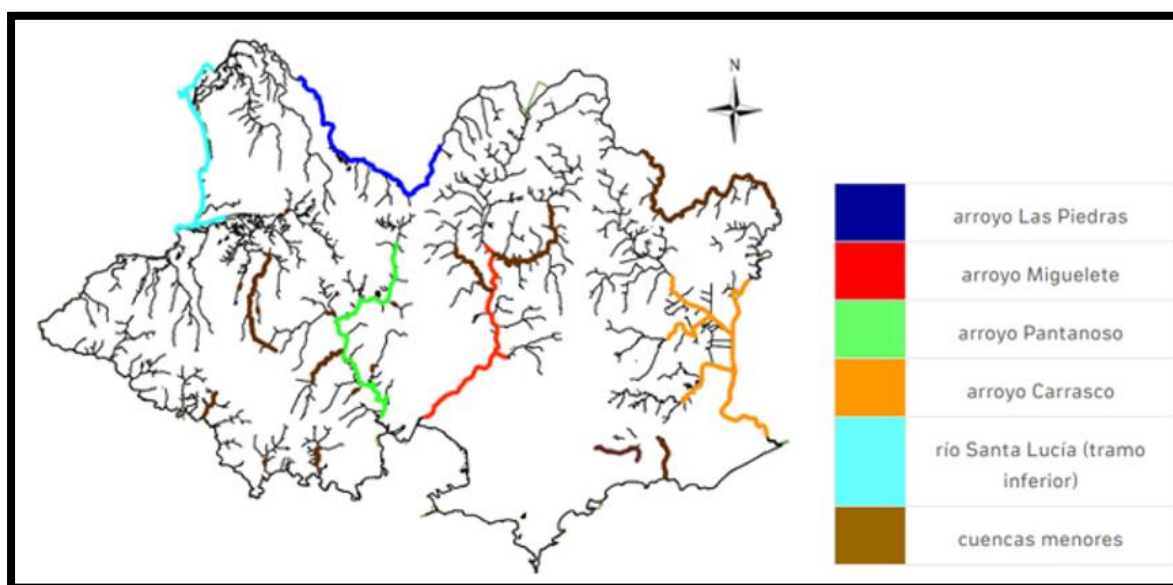 N
arroyo Las Piedras
arroyo Miguelete
arroyo Pantanoso
arroyo Carrasco
río Santa Lucía (tramo
inferior)
cuencas menores